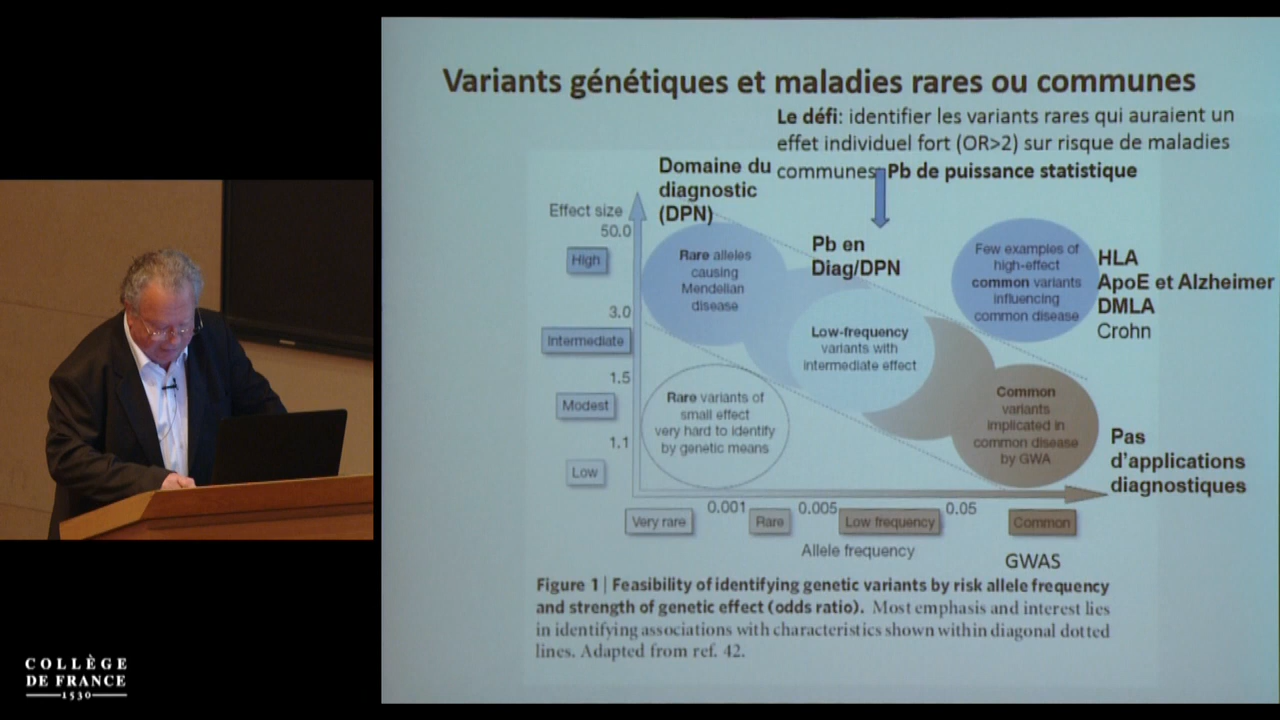 Variants génétiques et maladies rares ou communes
Le défi: identifier les variants rares qui auraient un
effet individuel fort (OR>2) sur risque de maladies
communes Pb de puissance statistique
Domaine du
diagnostic
(DPN)
Effect size
50.0
High
3.0
Intermediate
1.5
Modest
1.1
Low
Rare alleles
causing
Mendelian
disease
Pb en
Diag/DPN
Low-frequency
variants with
intermediate effect
Few examples of
high-effect
common variants
influencing
common disease
HLA
ApoE et Alzheimer
DMLA
Crohn
Rare variants of
small effect
very hard to identify
by genetic means
Common
variants
implicated in
common disease
by GWA
Pas
d'applications
diagnostiques
0.001
0.005
0.05
Very rare
Rare
Low frequency
Common
Allele frequency
GWAS
Figure 1 | Feasibility of identifying genetic variants by risk allele frequency
and strength of genetic effect (odds ratio). Most emphasis and interest lies
in identifying associations with characteristics shown within diagonal dotted
lines. Adapted from ref. 42.
COLLÈGE
DE FRANCE
1530